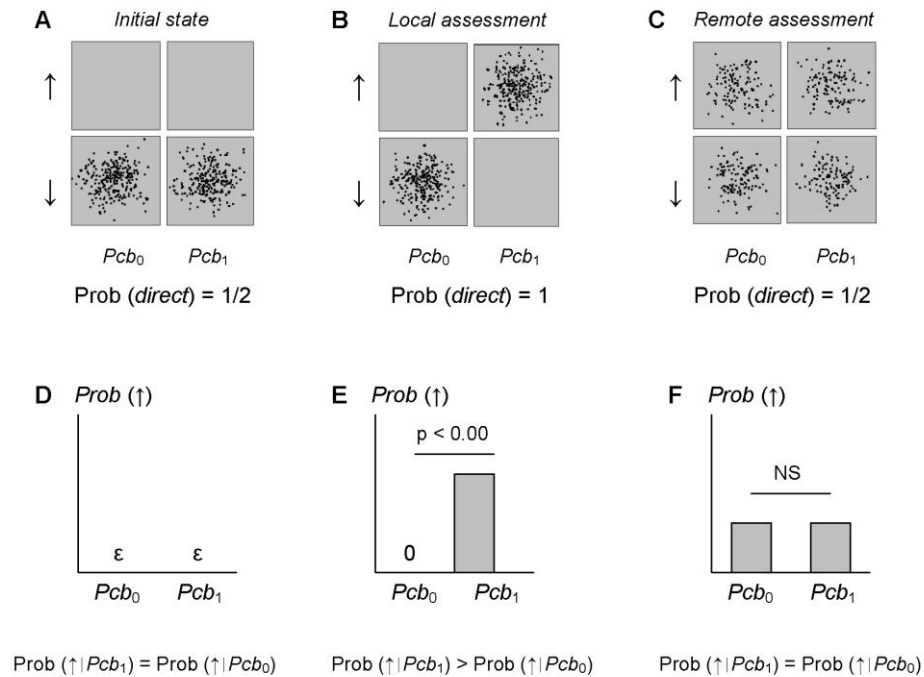 A Initial state
B Local assessment
C Remote assessment
↑ ↑ ↑
↓ ↓ ↓
Pcb₀ Pcb₁ Pcb₀ Pcb₁ Pcb₀ Pcb₁
Prob (direct) = 1/2 Prob (direct) = 1 Prob (direct) = 1/2
D Prob (↑)
ε ε
Pcb₀ Pcb₁
E Prob (↑)
p < 0.00
0
Pcb₀ Pcb₁
F Prob (↑)
NS
Pcb₀ Pcb₁
Prob (↑|Pcb₁) = Prob (↑|Pcb₀) Prob (↑|Pcb₁) > Prob (↑|Pcb₀) Prob (↑|Pcb₁) = Prob (↑|Pcb₀)